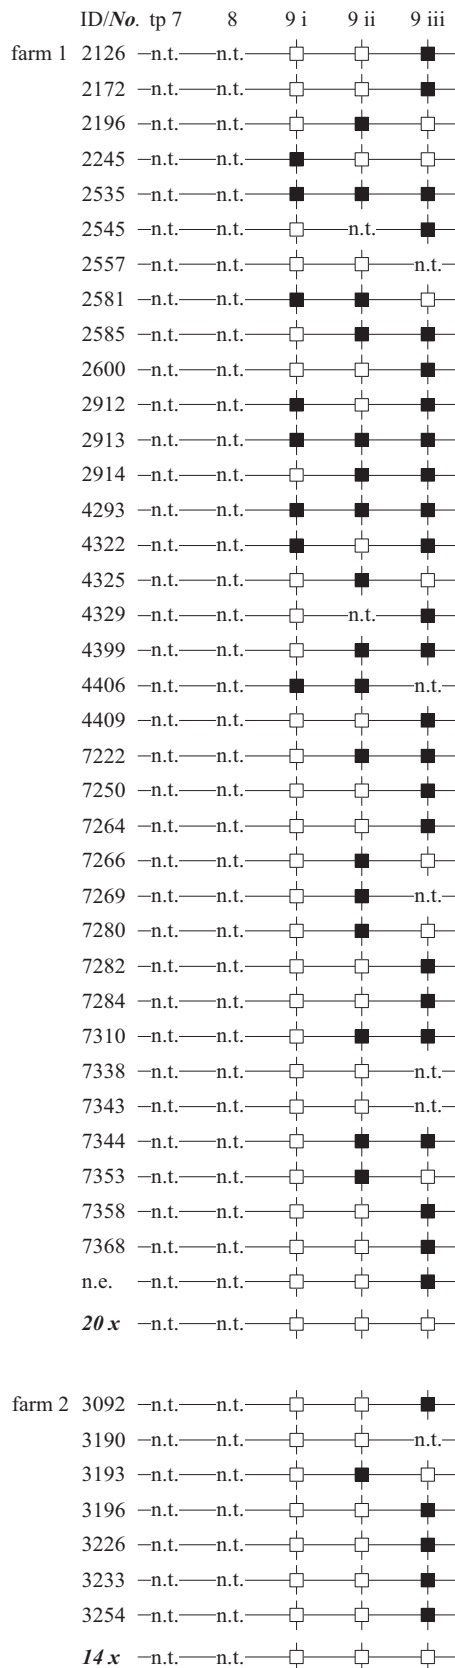 ID/No. tp 7 8 9 i 9 ii 9 iii
farm 1 2126 n.t. n.t.
2172 n.t. n.t.
2196 n.t. n.t.
2245 n.t. n.t.
2535 n.t. n.t.
2545 n.t. n.t. n.t.
2557 n.t. n.t. n.t.
2581 n.t. n.t.
2585 n.t. n.t.
2600 n.t. n.t.
2912 n.t. n.t.
2913 n.t. n.t.
2914 n.t. n.t.
4293 n.t. n.t.
4322 n.t. n.t.
4325 n.t. n.t.
4329 n.t. n.t. n.t.
4399 n.t. n.t.
4406 n.t. n.t. n.t.
4409 n.t. n.t.
7222 n.t. n.t.
7250 n.t. n.t.
7264 n.t. n.t.
7266 n.t. n.t.
7269 n.t. n.t. n.t.
7280 n.t. n.t.
7282 n.t. n.t.
7284 n.t. n.t.
7310 n.t. n.t.
7338 n.t. n.t. n.t.
7343 n.t. n.t. n.t.
7344 n.t. n.t.
7353 n.t. n.t.
7358 n.t. n.t.
7368 n.t. n.t.
n.e. n.t. n.t.
20 x n.t. n.t.
farm 2 3092 n.t. n.t.
3190 n.t. n.t. n.t.
3193 n.t. n.t.
3196 n.t. n.t.
3226 n.t. n.t.
3233 n.t. n.t.
3254 n.t. n.t.
14 x n.t. n.t.